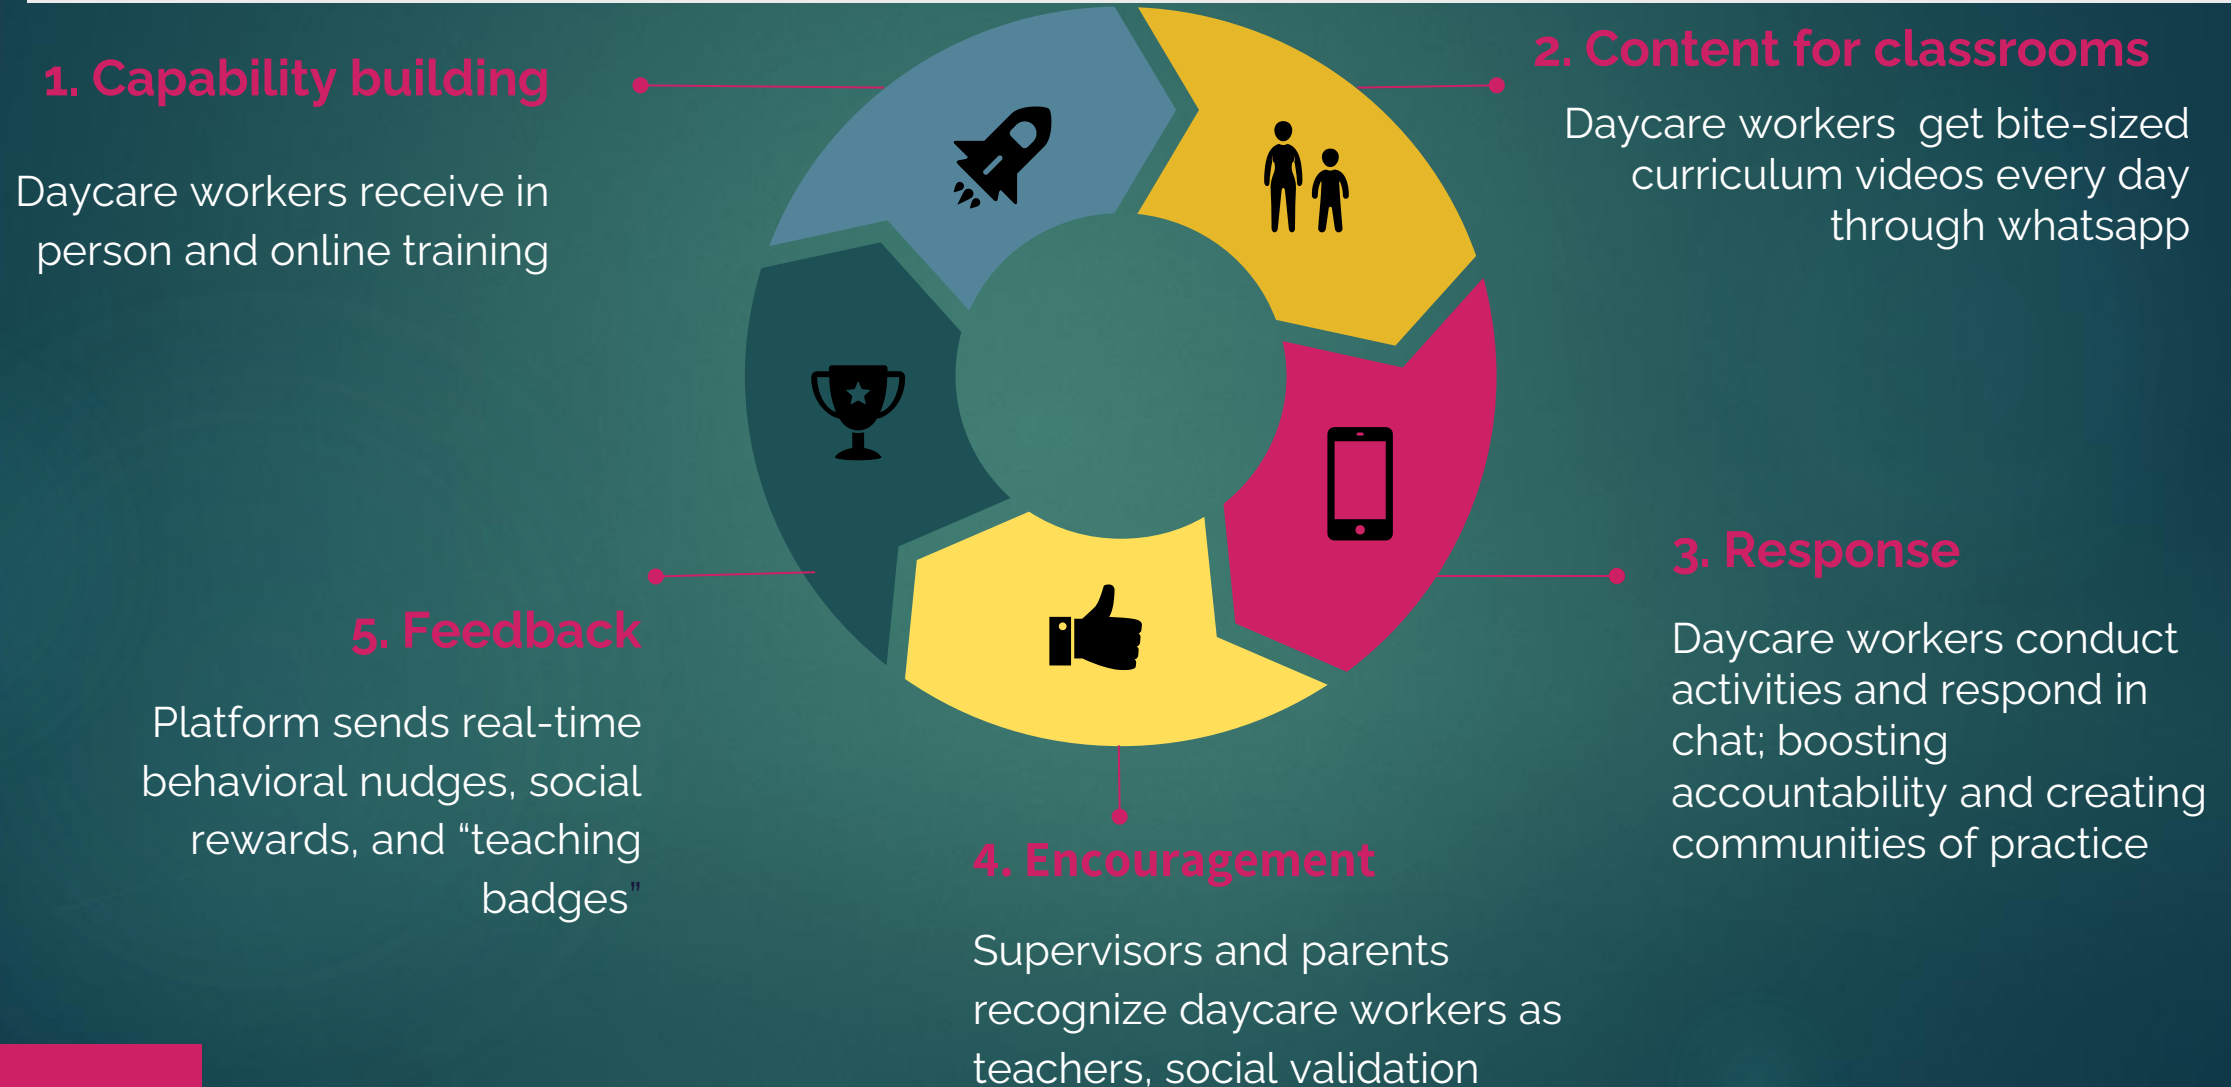 1. Capability building
Daycare workers receive in
person and online training
2. Content for classrooms
Daycare workers get bite-sized
curriculum videos every day
through whatsapp
3. Response
Daycare workers conduct
activities and respond in
chat; boosting
accountability and creating
communities of practice
4. Encouragement
Supervisors and parents
recognize daycare workers as
teachers, social validation
5. Feedback
Platform sends real-time
behavioral nudges, social
rewards, and “teaching
badges”